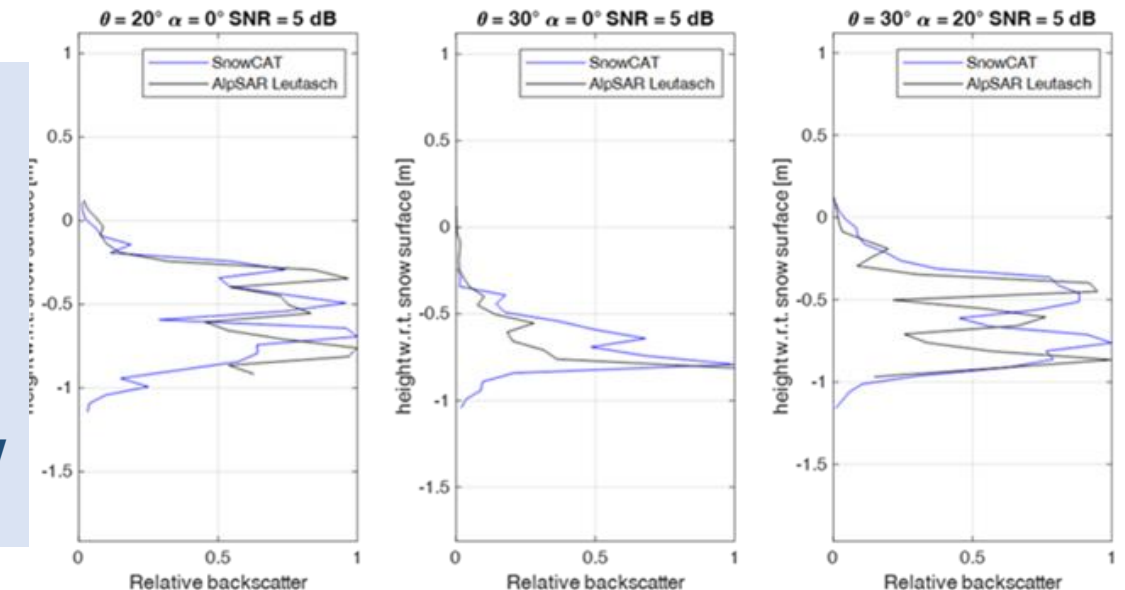 θ = 20° α = 0° SNR = 5 dB
SnowCAT
AlpSAR Leutasch
1
0.5
0
-0.5
-1
-1.5
0 0.5 1
Relative backscatter
θ = 30° α = 0° SNR = 5 dB
SnowCAT
AlpSAR Leutasch
height w.r.t. snow surface [m]
1
0.5
0
-0.5
-1
-1.5
0 0.5 1
Relative backscatter
θ = 30° α = 20° SNR = 5 dB
SnowCAT
AlpSAR Leutasch
height w.r.t. snow surface [m]
1
0.5
0
-0.5
-1
-1.5
0 0.5 1
Relative backscatter